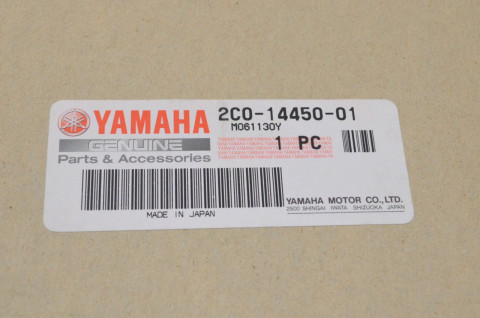 YAMAHA 2C0-14450-01
GENUINE M061130Y
Parts & Accessories 1 PC
MADE IN JAPAN
YAMAHA MOTOR CO.,LTD.
2500 SHINGAI IWATA SHIZUOKA JAPAN